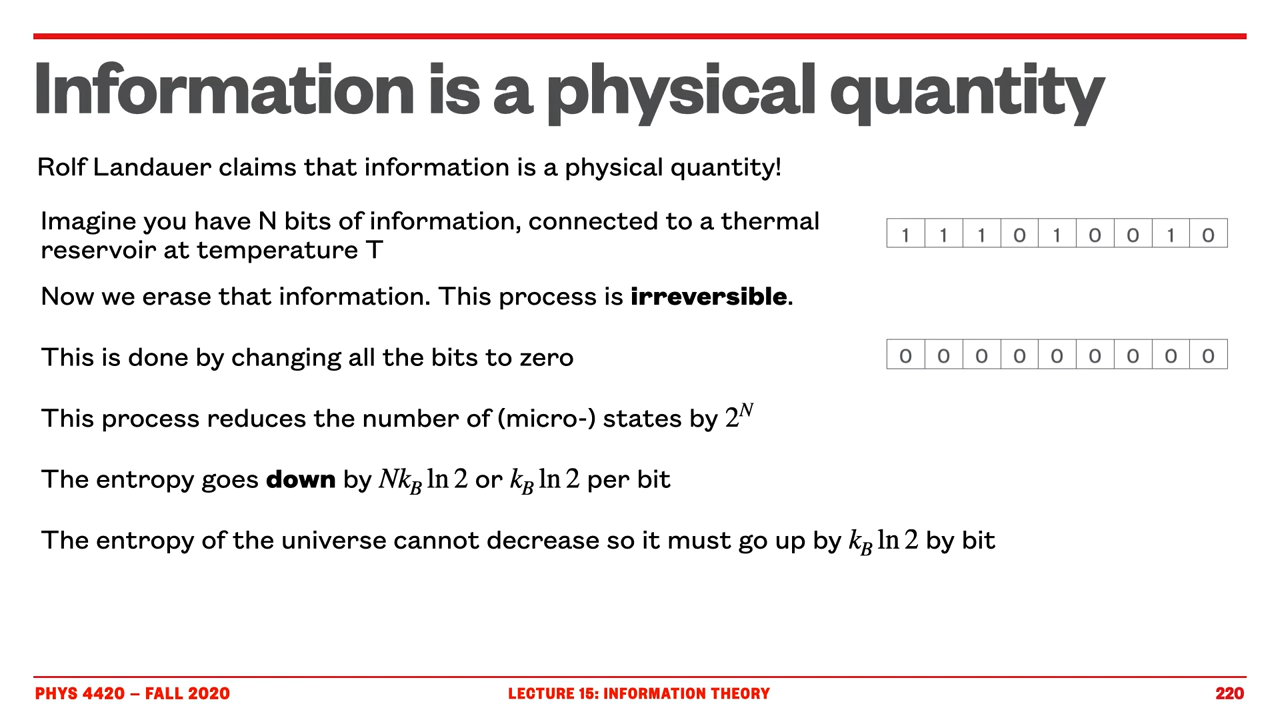 Information is a physical quantity
Rolf Landauer claims that information is a physical quantity!
Imagine you have N bits of information, connected to a thermal
reservoir at temperature T
1 1 1 0 1 0 0 1 0
Now we erase that information. This process is irreversible.
This is done by changing all the bits to zero
0 0 0 0 0 0 0 0 0
This process reduces the number of (micro-) states by $2^N$
The entropy goes down by $Nk_B \ln 2$ or $k_B \ln 2$ per bit
The entropy of the universe cannot decrease so it must go up by $k_B \ln 2$ by bit
PHYS 4420 – FALL 2020
LECTURE 15: INFORMATION THEORY
220